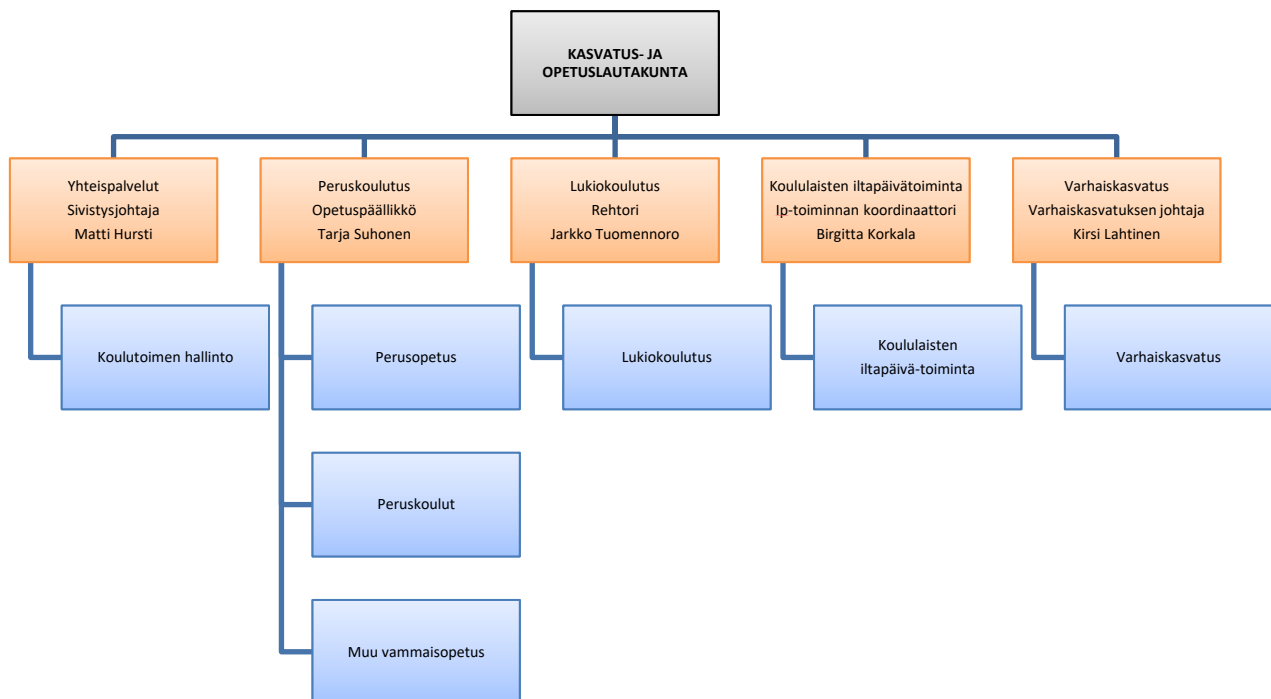 KASVATUS- JA
OPETUSLAUTAKUNTA
Yhteispalvelut
Sivistysjohtaja
Matti Hursti
Peruskoulutus
Opetuspäällikkö
Tarja Suhonen
Lukiokoulutus
Rehtori
Jarkko Tuomennoro
Koululaisten iltapäivätoiminta
Ip-toiminnan koordinaattori
Birgitta Korkala
Varhaiskasvatus
Varhaiskasvatuksen johtaja
Kirsi Lahtinen
Koulutoimen hallinto
Perusopetus
Lukiokoulutus
Koululaisten
iltapäivä-toiminta
Varhaiskasvatus
Peruskoulut
Muu vammaisopetus